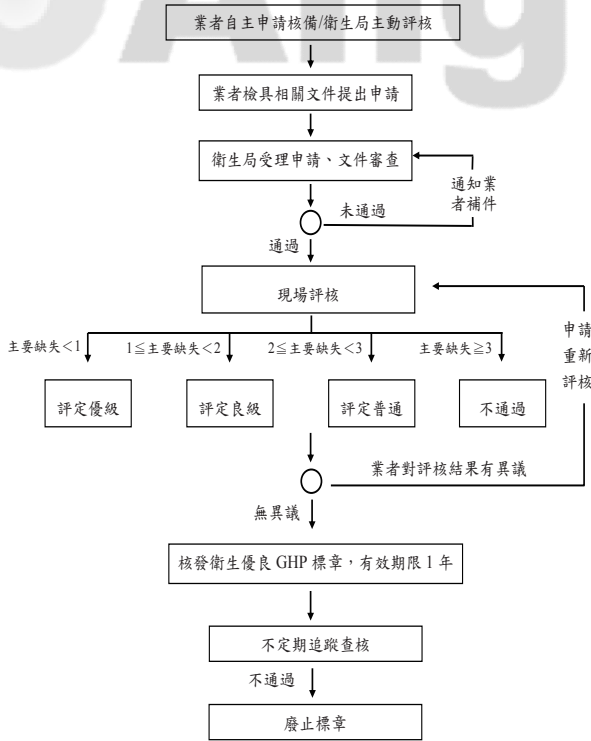 業者自主申請核備/衛生局主動評核
業者檢具相關文件提出申請
衛生局受理申請、文件審查
通知業
者補件
未通過
通過
現場評核
申請
重新
評核
主要缺失<1
1≦主要缺失<2
2≦主要缺失<3
主要缺失≧3
評定優級
評定良級
評定普通
不通過
業者對評核結果有異議
無異議
核發衛生優良 GHP 標章，有效期限 1 年
不定期追蹤查核
不通過
廢止標章